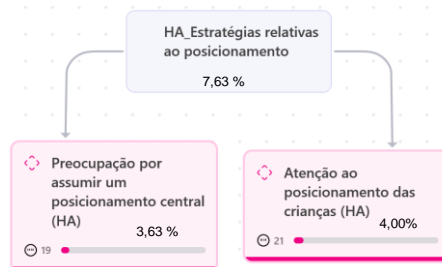 HA_Estratégias relativas
ao posicionamento
7,63 %
Preocupação por
assumir um
posicionamento central
(HA)
3,63 %
19
Atenção ao
posicionamento das
crianças (HA)
4,00%
21